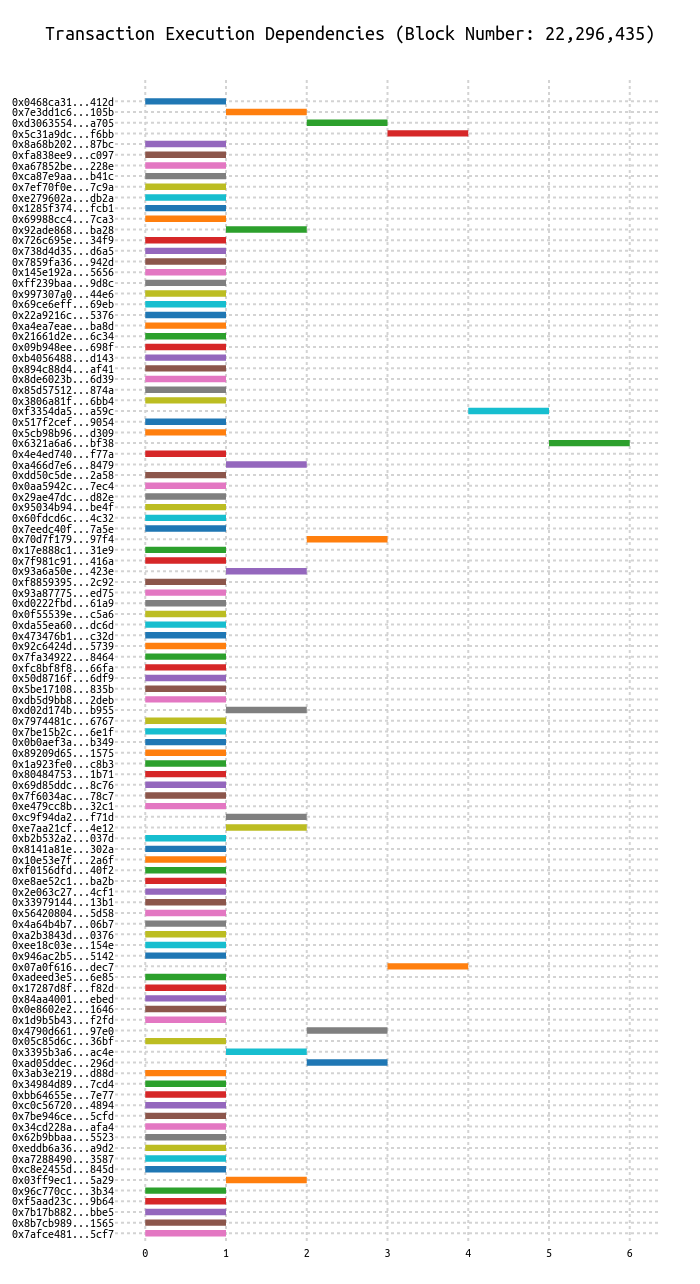 Transaction Execution Dependencies (Block Number: 22,296,435)
0x0468ca31...412d
0x7e3dd1c6...105b
0xd3063554...a705
0x5c31a9dc...f6bb
0x8a68b202...87bc
0xfa838ee9...c097
0xa67852be...228e
0xca87e9aa...b41c
0x7ef70f0e...7c9a
0xe279602a...db2a
0x1285f374...fcb1
0x69988cc4...7ca3
0x92ade868...ba28
0x726c695e...34f9
0x738d4d35...d6a5
0x7859fa36...942d
0x145e192a...5656
0xff239baa...9d8c
0x997307a0...44e6
0x69ce6eff...69eb
0x22a9216c...5376
0xa4ea7eae...ba8d
0x21661d2e...6c34
0x09b948ee...698f
0xb4056488...d143
0x894c88d4...af41
0x8de6023b...6d39
0x85d57512...874a
0x3806a81f...6bb4
0xf3354da5...a59c
0x517f2cef...9054
0x5cb98b96...d309
0x6321a6a6...bf38
0x4e4ed740...f77a
0xa466d7e6...8479
0xdd50c5de...2a58
0x0aa5942c...7ec4
0x29ae47dc...d82e
0x95034b94...be4f
0x60fdcd6c...4c32
0x7eedc40f...7a5e
0x70d7f179...97f4
0x17e888c1...31e9
0x7f981c91...416a
0x93a6a50e...423e
0xf8859395...2c92
0x93a87775...ed75
0xd0222fbd...61a9
0x0f55539e...c5a6
0xda55ea60...dc6d
0x473476b1...c32d
0x92c6424d...5739
0x7fa34922...8464
0xfc8bf8f8...66fa
0x50d8716f...6df9
0x5be17108...835b
0xdb5d9bb8...2deb
0xd02d174b...b955
0x7974481c...6767
0x7be15b2c...6e1f
0x0b0aef3a...b349
0x89209d65...1575
0x1a923fe0...c8b3
0x80484753...1b71
0x69d85ddc...8c76
0x7f6034ac...78c7
0xe479cc8b...32c1
0xc9f94da2...f71d
0xe7aa21cf...4e12
0xb2b532a2...037d
0x8141a81e...302a
0x10e53e7f...2a6f
0xf0156dfd...40f2
0xe8ae52c1...ba2b
0x2e063c27...4cf1
0x33979144...13b1
0x56420804...5d58
0x4a64b4b7...06b7
0xa2b3843d...0376
0xee18c03e...154e
0x946ac2b5...5142
0x07a0f616...dec7
0xadeed3e5...6e85
0x17287d8f...f82d
0x84aa4001...ebed
0x0e8602e2...1646
0x1d9b5b43...f2fd
0x4790d661...97e0
0x05c85d6c...36bf
0x3395b3a6...ac4e
0xad05ddec...296d
0x3ab3e219...d88d
0x34984d89...7cd4
0xbb64655e...7e77
0xc0c56720...4894
0x7be946ce...5cfd
0x34cd228a...afa4
0x62b9bbaa...5523
0xeddb6a36...a9d2
0xa7288490...3587
0xc8e2455d...845d
0x03ff9ec1...5a29
0x96c770cc...3b34
0xf5aad23c...9b64
0x7b17b882...bbe5
0x8b7cb989...1565
0x7afce481...5cf7
0 1 2 3 4 5 6